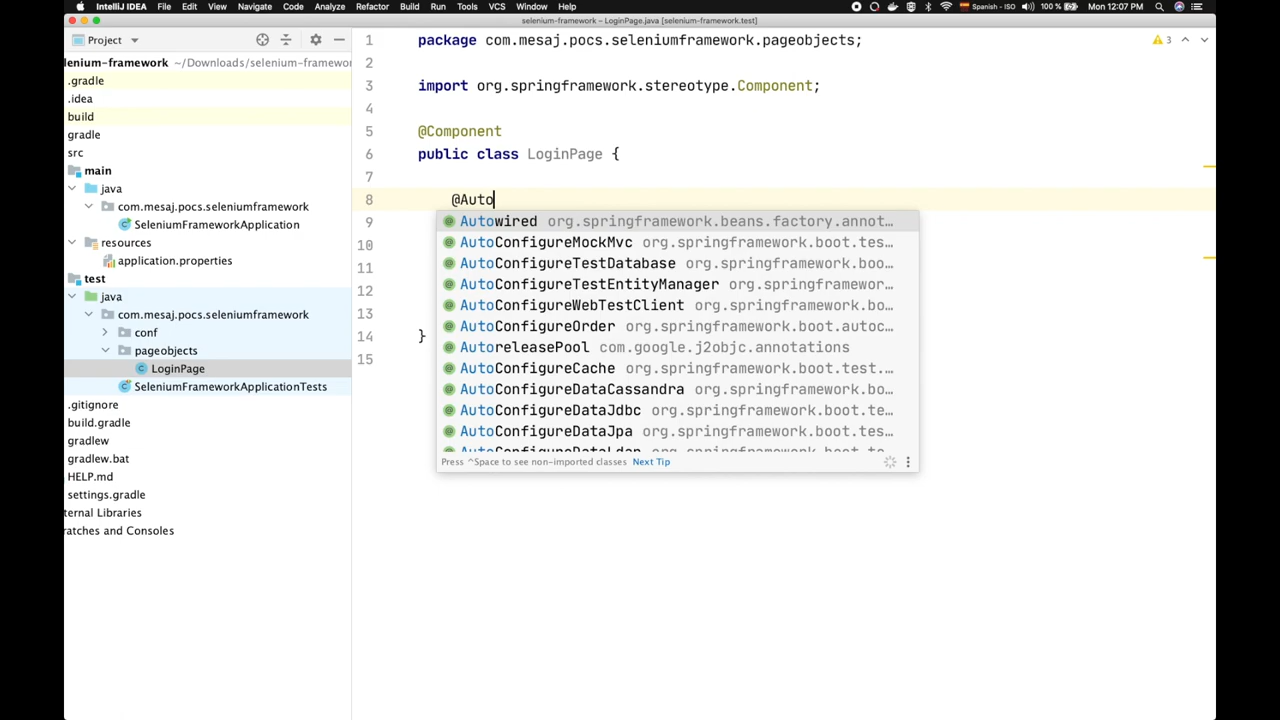 IntelliJ IDEA File Edit View Navigate Code Analyze Refactor Build Run Tools VCS Window Help Spanish - ISO 100 % Mon 12:07 PM
selenium-framework – LoginPage.java [selenium-framework.test]
Project
lenium-framework ~/Downloads/selenium-framewor
.gradle
.idea
build
gradle
src
main
java
com.mesaj.pocs.seleniumframework
SeleniumFrameworkApplication
resources
application.properties
test
java
com.mesaj.pocs.seleniumframework
conf
pageobjects
LoginPage
SeleniumFrameworkApplicationTests
.gitignore
build.gradle
gradlew
gradlew.bat
HELP.md
settings.gradle
ternal Libraries
ratches and Consoles
1 package com.mesaj.pocs.seleniumframework.pageobjects;
2
3 import org.springframework.stereotype.Component;
4
5 @Component
6 public class LoginPage {
7
8 @Auto
9
10
11
12
13
14 }
15
3
Autowired org.springframework.beans.factory.annot…
AutoConfigureMockMvc org.springframework.boot.tes…
AutoConfigureTestDatabase org.springframework.boo…
AutoConfigureTestEntityManager org.springframewor…
AutoConfigureWebTestClient org.springframework.bo…
AutoConfigureOrder org.springframework.boot.autoc…
AutoreleasePool com.google.j2objc.annotations
AutoConfigureCache org.springframework.boot.test.…
AutoConfigureDataCassandra org.springframework.bo…
AutoConfigureDataJdbc org.springframework.boot.te…
AutoConfigureDataJpa org.springframework.boot.tes…
AutoConfigureDataLdap org.springframework.boot.te…
Press ^Space to see non-imported classes Next Tip